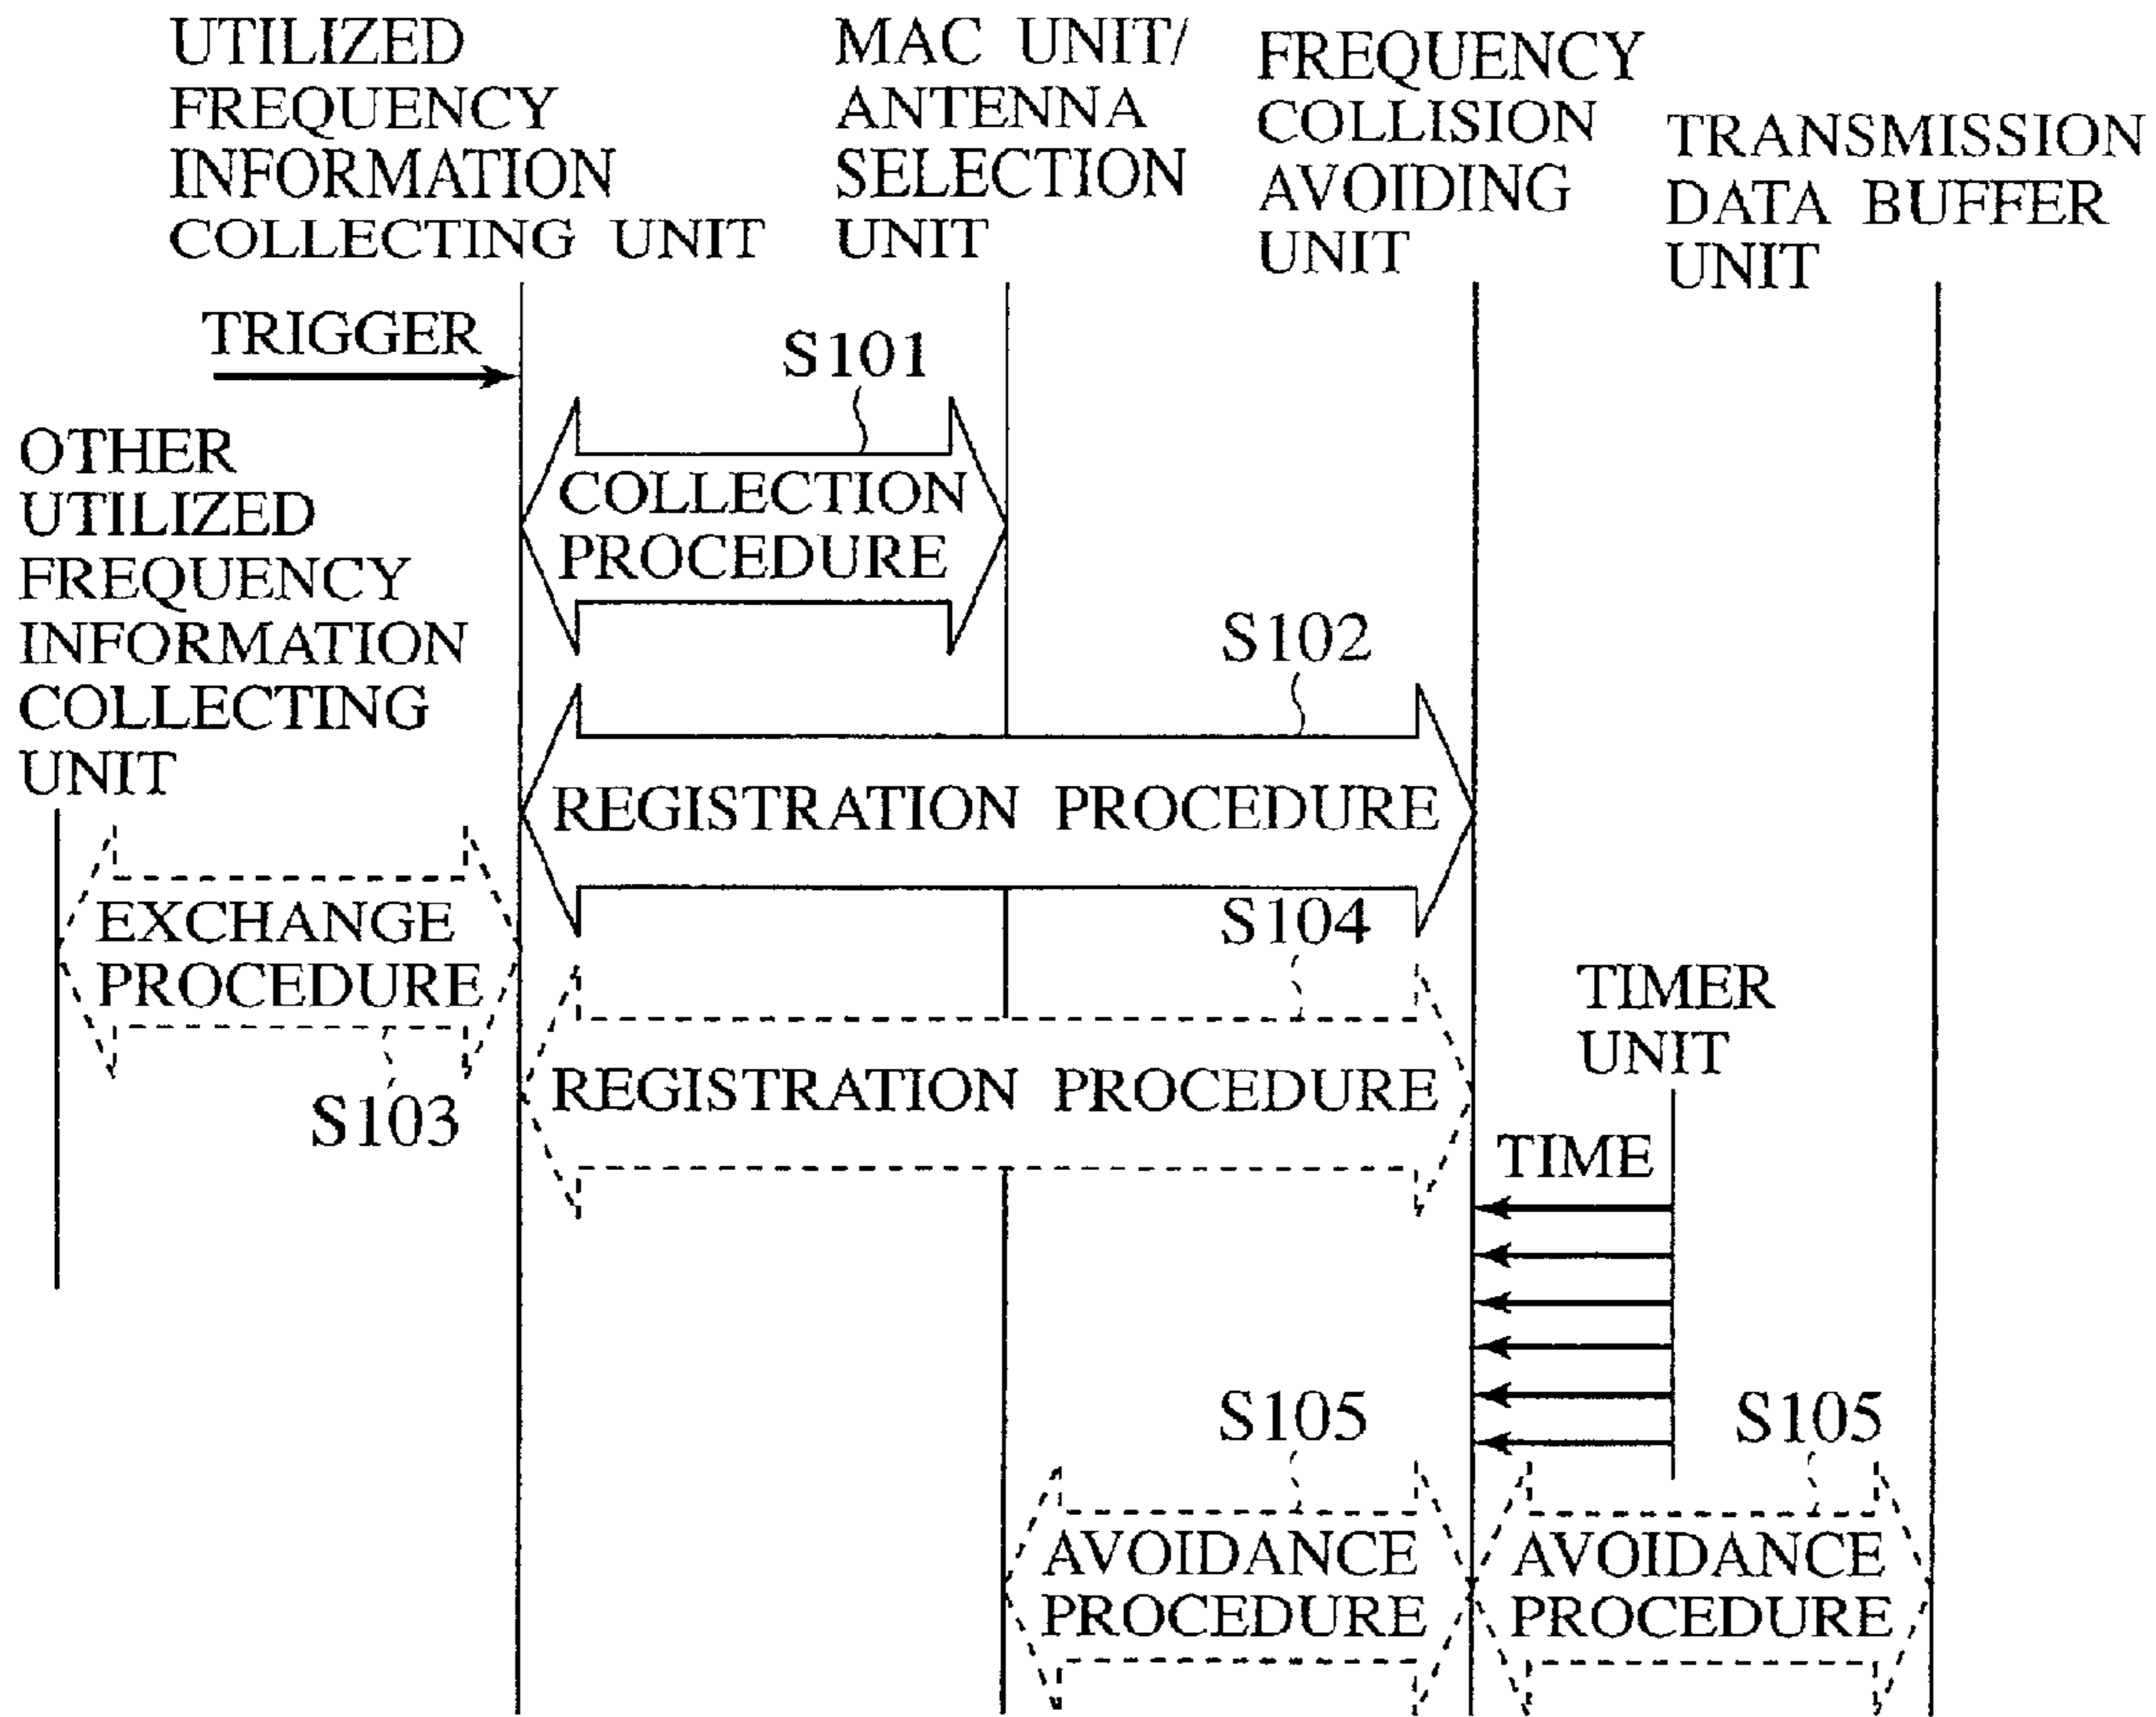 UTILIZED
FREQUENCY
INFORMATION
COLLECTING UNIT
MAC UNIT/
ANTENNA
SELECTION
UNIT
FREQUENCY
COLLISION
AVOIDING
UNIT
TRANSMISSION
DATA BUFFER
UNIT
TRIGGER
S101
OTHER
UTILIZED
FREQUENCY
INFORMATION
COLLECTING
UNIT
COLLECTION
PROCEDURE
S102
REGISTRATION PROCEDURE
EXCHANGE
PROCEDURE
S103
S104
REGISTRATION PROCEDURE
TIMER
UNIT
TIME
S105
S105
AVOIDANCE
PROCEDURE
AVOIDANCE
PROCEDURE